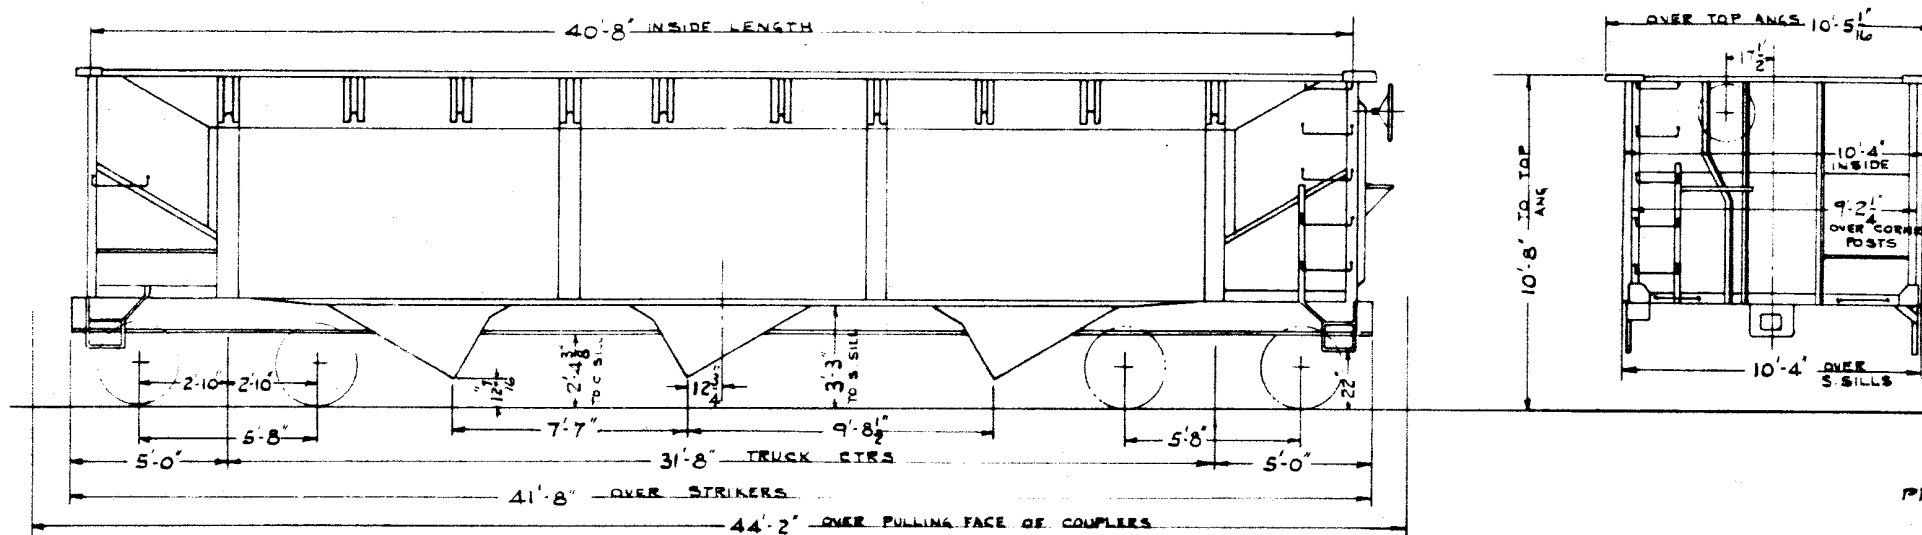 40'-8" INSIDE LENGTH
OVER TOP ANGS 10'-5 1/16"
17 1/2"
10'-8" TO TOP
ANG
10'-4"
INSIDE
9'-2 1/4"
OVER CORNER
POSTS
2'-10" 2'-10"
12 7/16"
2'-4 3/8"
TO C SILL
12 3/4"
3'-3"
TO S SILL
22"
10'-4" OVER
S. SILLS
5'-8"
7'-7"
9'-8 1/2"
5'-8"
5'-0"
31'-8" TRUCK CTRS
5'-0"
41'-8" OVER STRIKERS
44'-2" OVER PULLING FACE OF COUPLERS